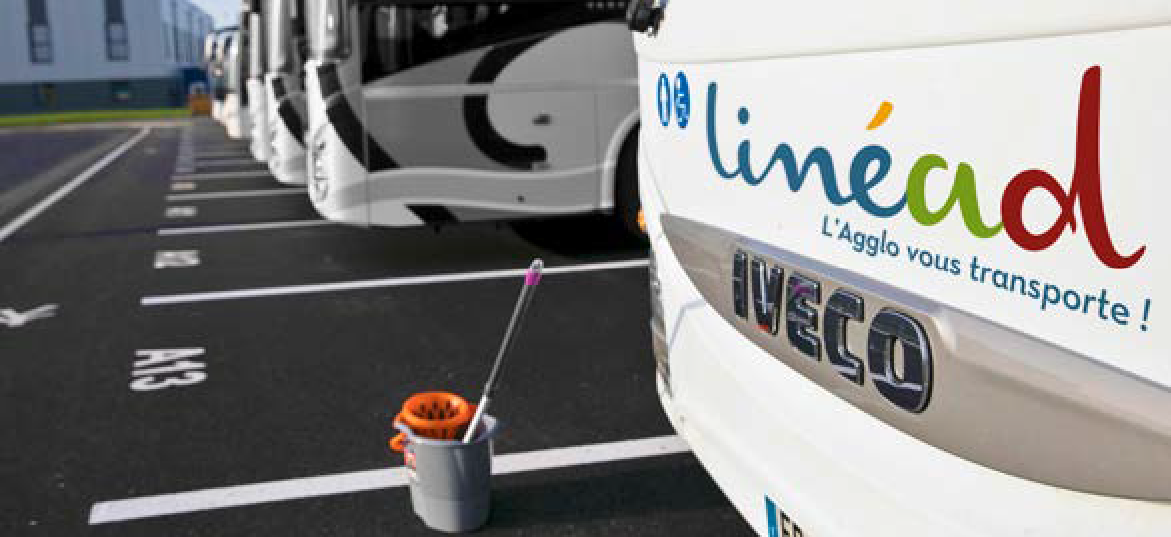 linéad
L'Agglo vous transporte !
IVECO
A13